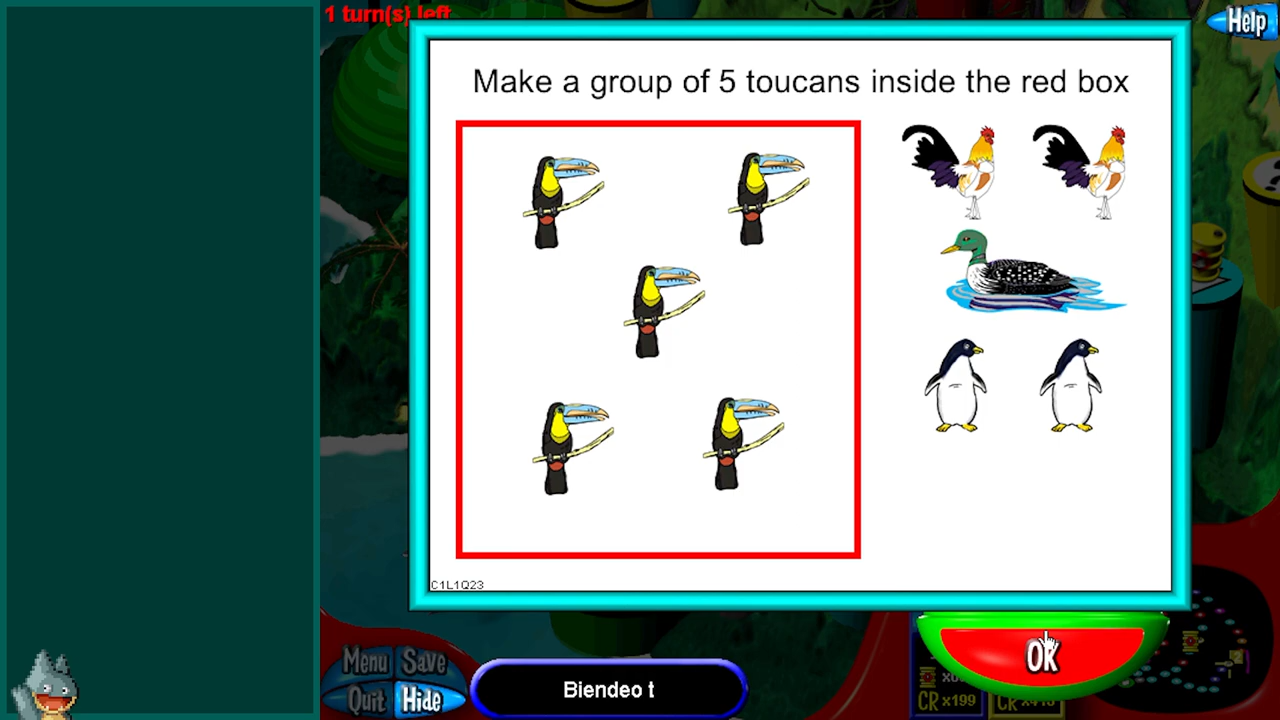 1 turn(s) left
Help
Make a group of 5 toucans inside the red box
C1L1Q23
OK
Menu Save
Quit Hide
Biendeo t
CR x199